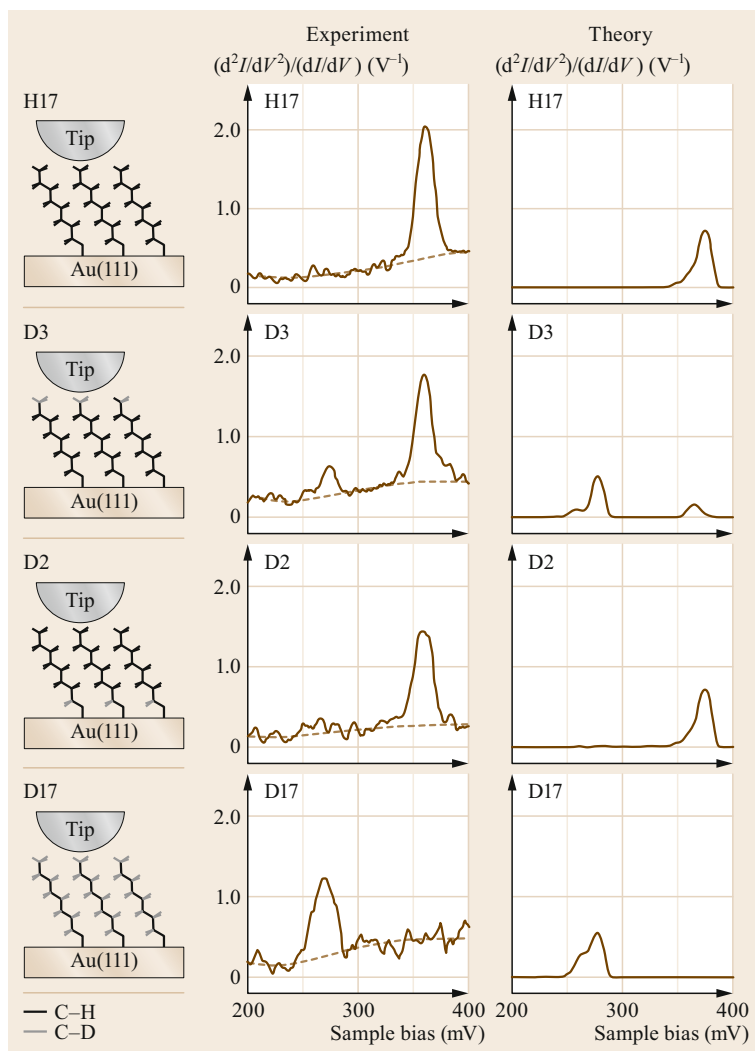 Experiment
Theory
(d²I/dV²)/(dI/dV) (V⁻¹)
(d²I/dV²)/(dI/dV) (V⁻¹)
H17
Tip
Au(111)
H17
2.0
1.0
0
H17
D3
Tip
Au(111)
D3
2.0
1.0
0
D3
D2
Tip
Au(111)
D2
2.0
1.0
0
D2
D17
Tip
Au(111)
D17
2.0
1.0
0
D17
C–H
C–D
200 300 400
Sample bias (mV)
200 300 400
Sample bias (mV)